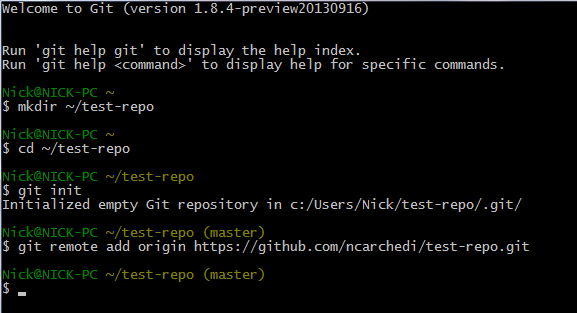 Welcome to Git (version 1.8.4-preview20130916)
Run 'git help git' to display the help index.
Run 'git help <command>' to display help for specific commands.
Nick@NICK-PC ~
$ mkdir ~/test-repo
Nick@NICK-PC ~
$ cd ~/test-repo
Nick@NICK-PC ~/test-repo
$ git init
Initialized empty Git repository in c:/Users/Nick/test-repo/.git/
Nick@NICK-PC ~/test-repo (master)
$ git remote add origin https://github.com/ncarchedi/test-repo.git
Nick@NICK-PC ~/test-repo (master)
$